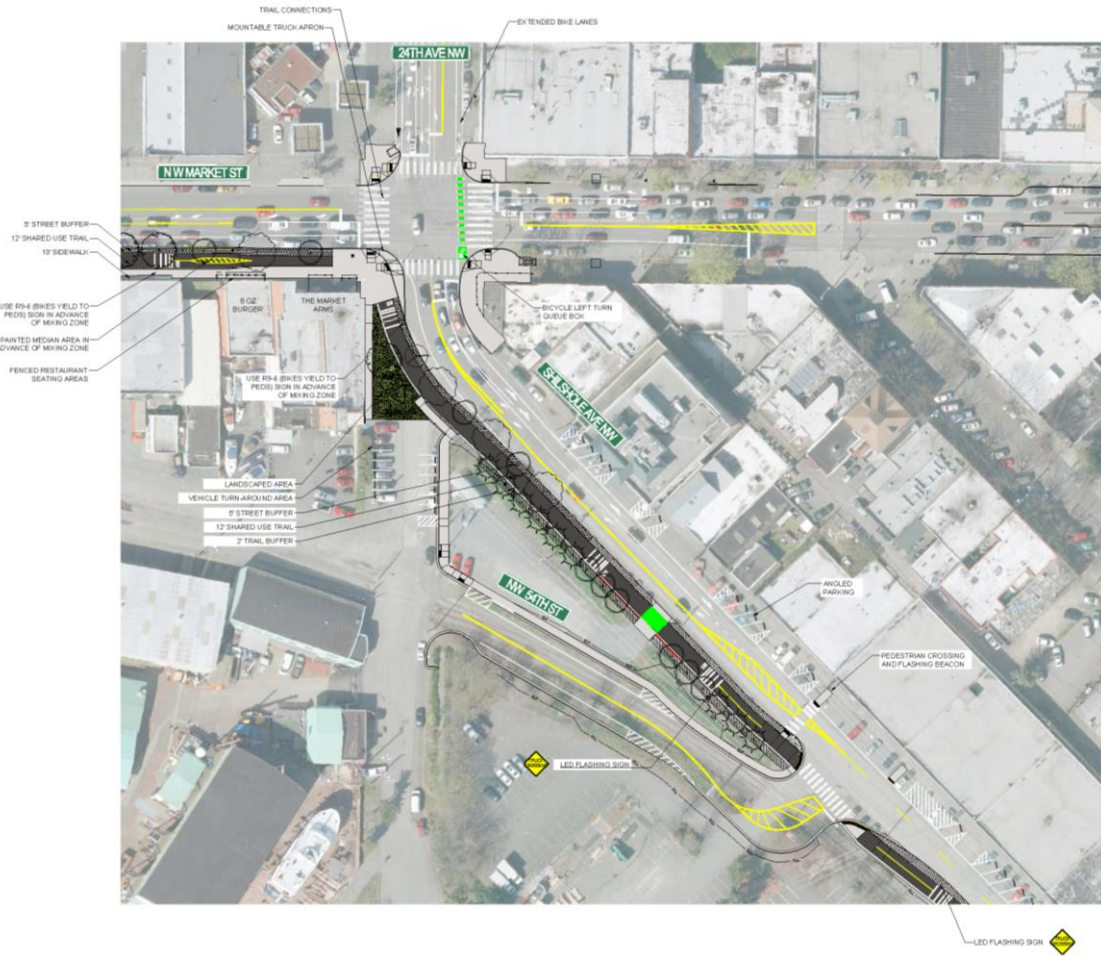 TRAIL CONNECTIONS
MOUNTABLE TRUCK APRON
EXTENDED BIKE LANES
24TH AVE NW
NW MARKET ST
5' STREET BUFFER
12' SHARED USE TRAIL
10' SIDEWALK
USE R9-6 (BIKES YIELD TO
PEDS) SIGN IN ADVANCE
OF MIXING ZONE
PAINTED MEDIAN AREA IN
ADVANCE OF MIXING ZONE
FENCED RESTAURANT
SEATING AREAS
8 OZ
BURGER
THE MARKET
ARMS
BICYCLE LEFT TURN
QUEUE BOX
USE R9-6 (BIKES YIELD TO
PEDS) SIGN IN ADVANCE
OF MIXING ZONE
SHILSHOLE AVE NW
LANDSCAPED AREA
VEHICLE TURN-AROUND AREA
5' STREET BUFFER
12' SHARED USE TRAIL
2' TRAIL BUFFER
NW 54TH ST
ANGLED
PARKING
PEDESTRIAN CROSSING
AND FLASHING BEACON
TRUCK
CROSSING
LED FLASHING SIGN
LED FLASHING SIGN
TRUCK
CROSSING